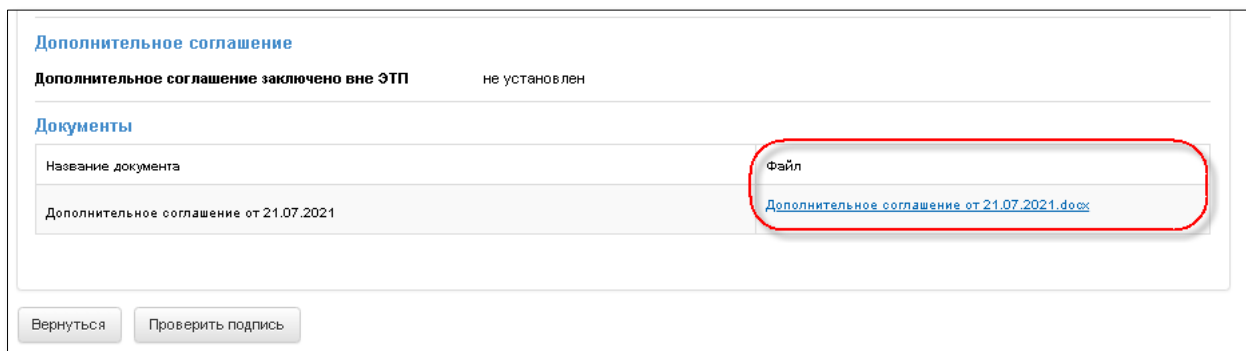 Дополнительное соглашение
Дополнительное соглашение заключено вне ЭТП не установлен
Документы
Название документа Файл
Дополнительное соглашение от 21.07.2021 Дополнительное соглашение от 21.07.2021.docx
Вернуться Проверить подпись